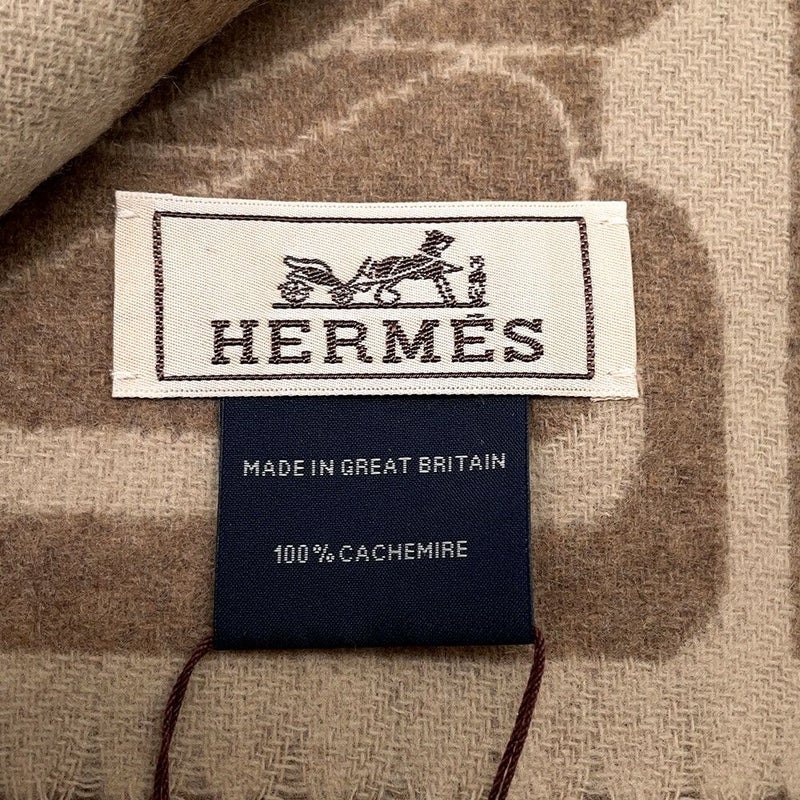 HERMÈS
MADE IN GREAT BRITAIN
100% CACHEMIRE